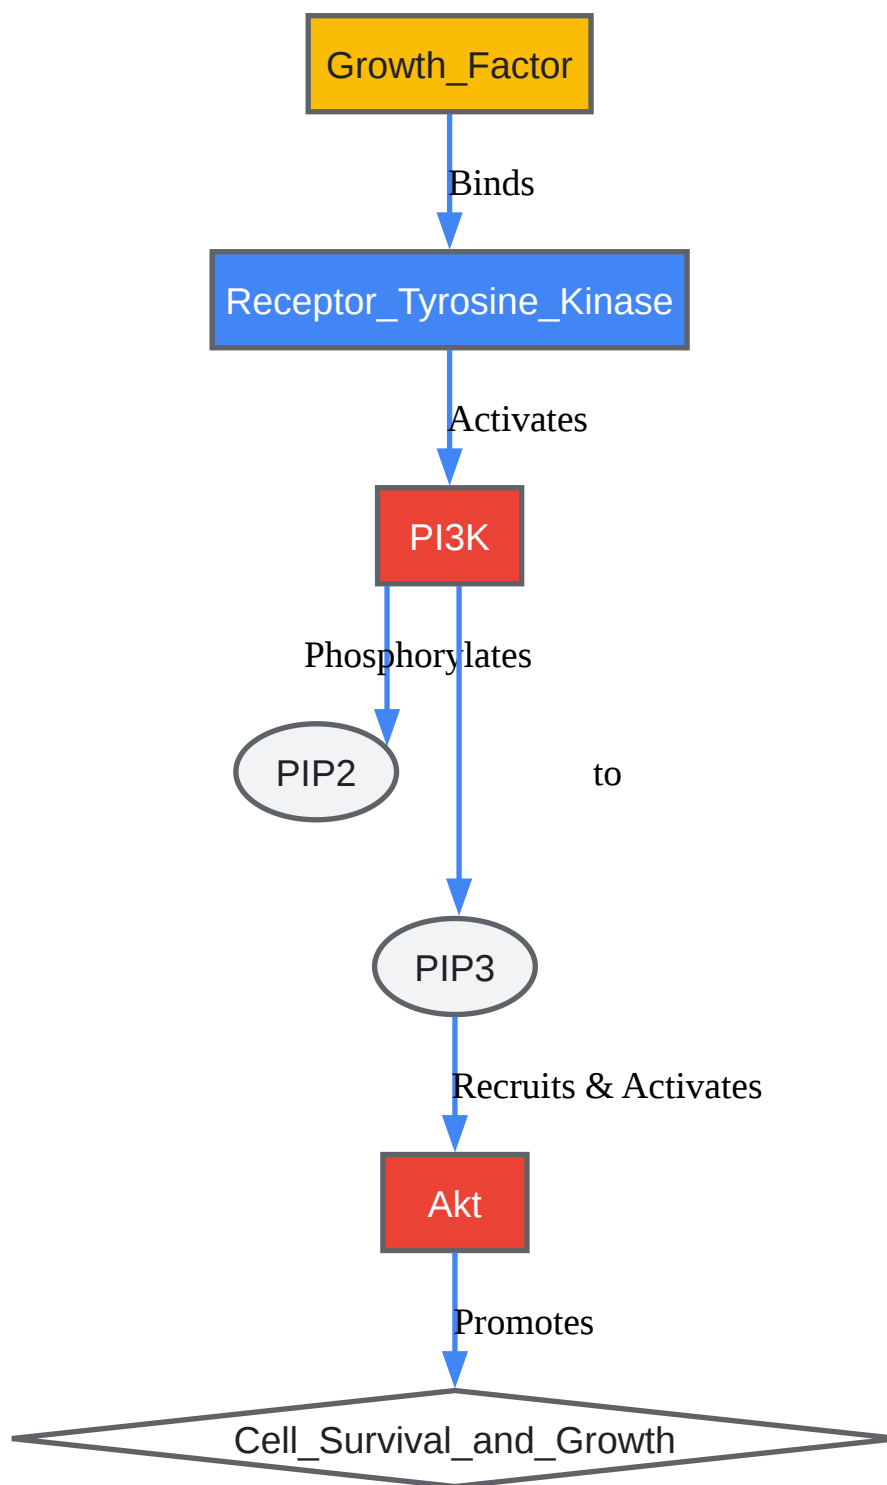 Growth_Factor
Binds
Receptor_Tyrosine_Kinase
Activates
PI3K
Phosphorylates
PIP2
to
PIP3
Recruits & Activates
Akt
Promotes
Cell_Survival_and_Growth